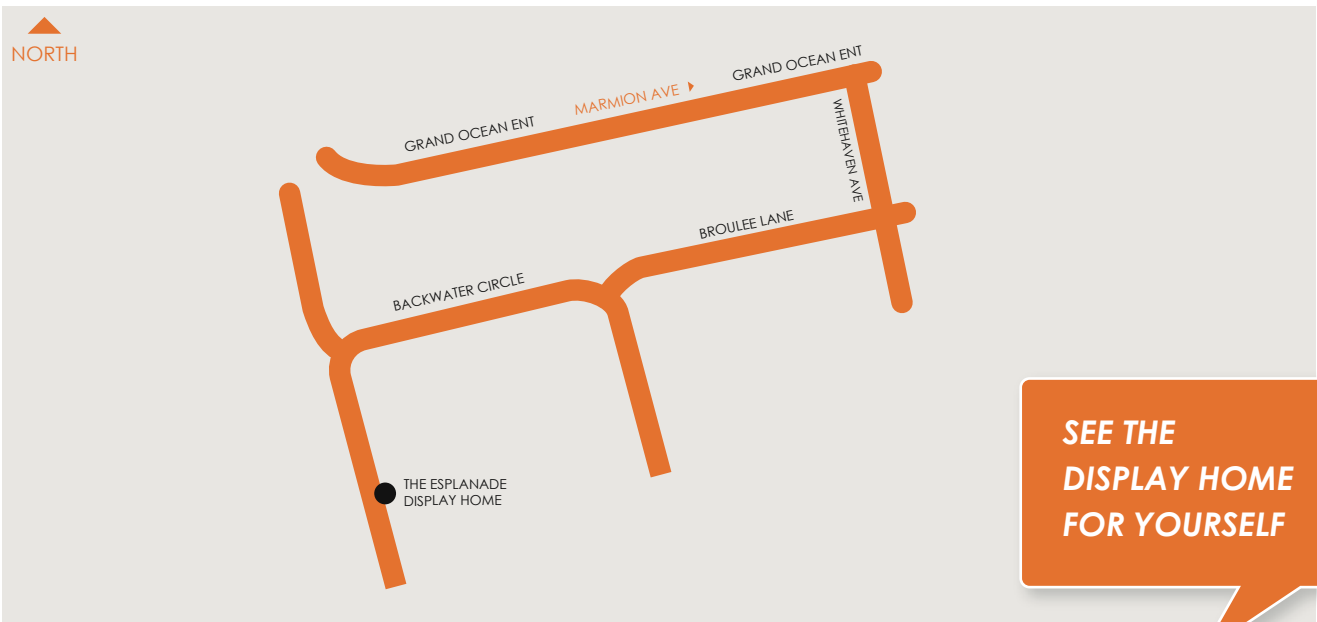 NORTH
GRAND OCEAN ENT
MARMION AVE
GRAND OCEAN ENT
WHITEHAVEN AVE
BROULEE LANE
BACKWATER CIRCLE
THE ESPLANADE
DISPLAY HOME
SEE THE
DISPLAY HOME
FOR YOURSELF